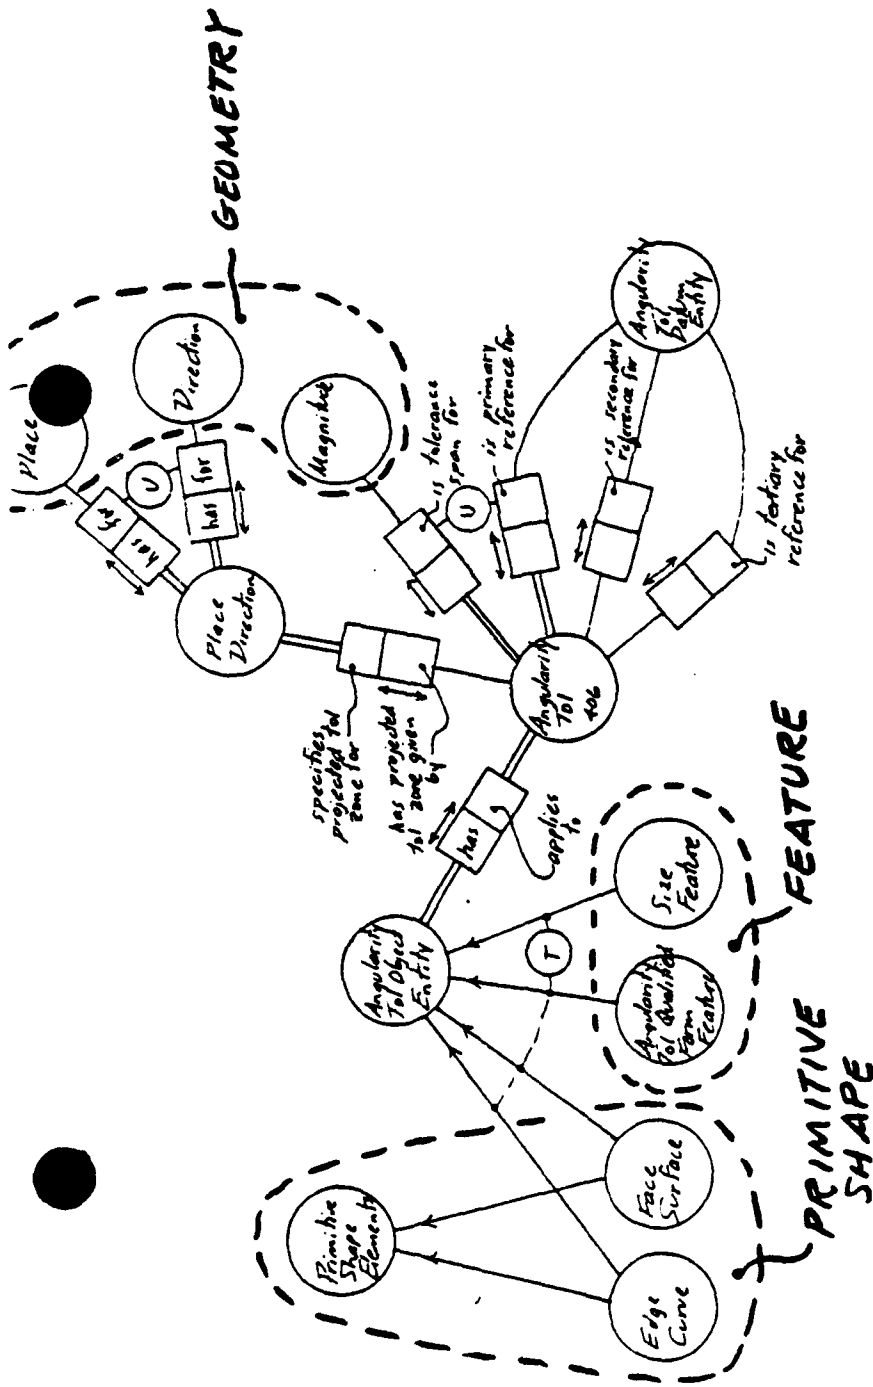 GEOMETRY
Place
Direction
Magnitude
has
for
has
U
Place
Direction
is tolerance
span for
U
is primary
reference for
is secondary
reference for
is tertiary
reference for
Angularity
Tol
Datum
Entity
specifies
projected tol
zone for
has projected
tol zone given
by
Angularity
Tol
406
has
applies
to
Angularity
Tol Object
Entity
T
Size
Feature
Angularity
Tol Qualified
Form
Feature
FEATURE
Primitive
Shape
Elements
Face
Surface
Edge
Curve
PRIMITIVE
SHAPE